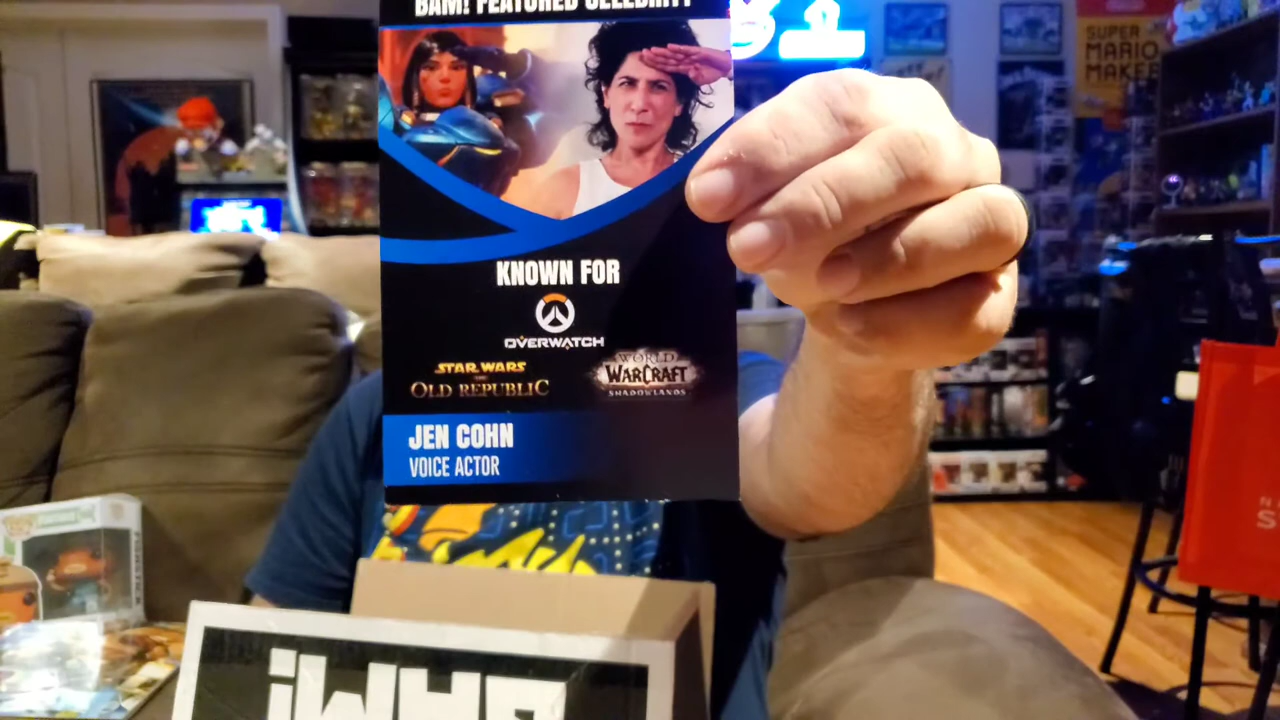 BAM! FEATURED CELEBRITY
KNOWN FOR
OVERWATCH
STAR WARS
THE
OLD REPUBLIC
WORLD
OF
WARCRAFT
SHADOWLANDS
JEN COHN
VOICE ACTOR
SUPER
MARIO
MAKER